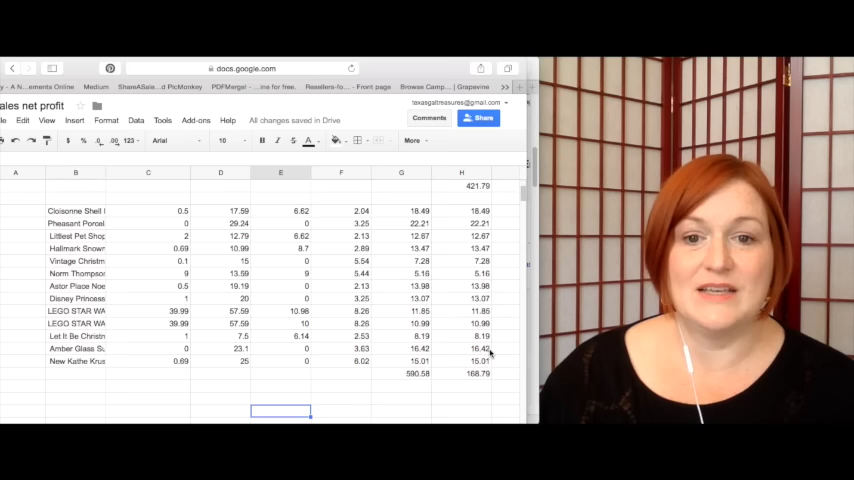 docs.google.com
y - A N...ements Online Medium ShareASale...d PicMonkey PDFMerge! - ...ine for free. Resellers-fo... - Front page Browse Camp... | Grapevine
ales net profit
texasgaltreasures@gmail.com
Comments Share
le Edit View Insert Format Data Tools Add-ons Help All changes saved in Drive
$ % .0 .00 123 Arial 10 B I S A More
A B C D E F G H
421.79
Cloisonne Shell 0.5 17.59 6.62 2.04 18.49 18.49
Pheasant Porcel 0 29.24 0 3.25 22.21 22.21
Littlest Pet Shop 2 12.79 6.62 2.13 12.67 12.67
Hallmark Snown 0.69 10.99 8.7 2.89 13.47 13.47
Vintage Christm 0.1 15 0 5.54 7.28 7.28
Norm Thompson 9 13.59 9 5.44 5.16 5.16
Astor Place Noe 0.5 19.19 0 2.13 13.98 13.98
Disney Princess 1 20 0 3.25 13.07 13.07
LEGO STAR WA 39.99 57.59 10.98 8.26 11.85 11.85
LEGO STAR WA 39.99 57.59 10 8.26 10.99 10.99
Let It Be Christn 1 7.5 6.14 2.53 8.19 8.19
Amber Glass Su 0 23.1 0 3.63 16.42 16.42
New Kathe Krus 0.69 25 0 6.02 15.01 15.01
590.58 168.79